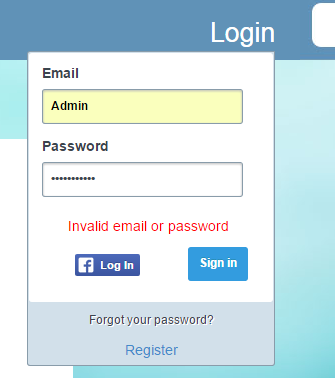 Login
Email
Admin
Password
•••••••••••
Invalid email or password
f Log In
Sign in
Forgot your password?
Register